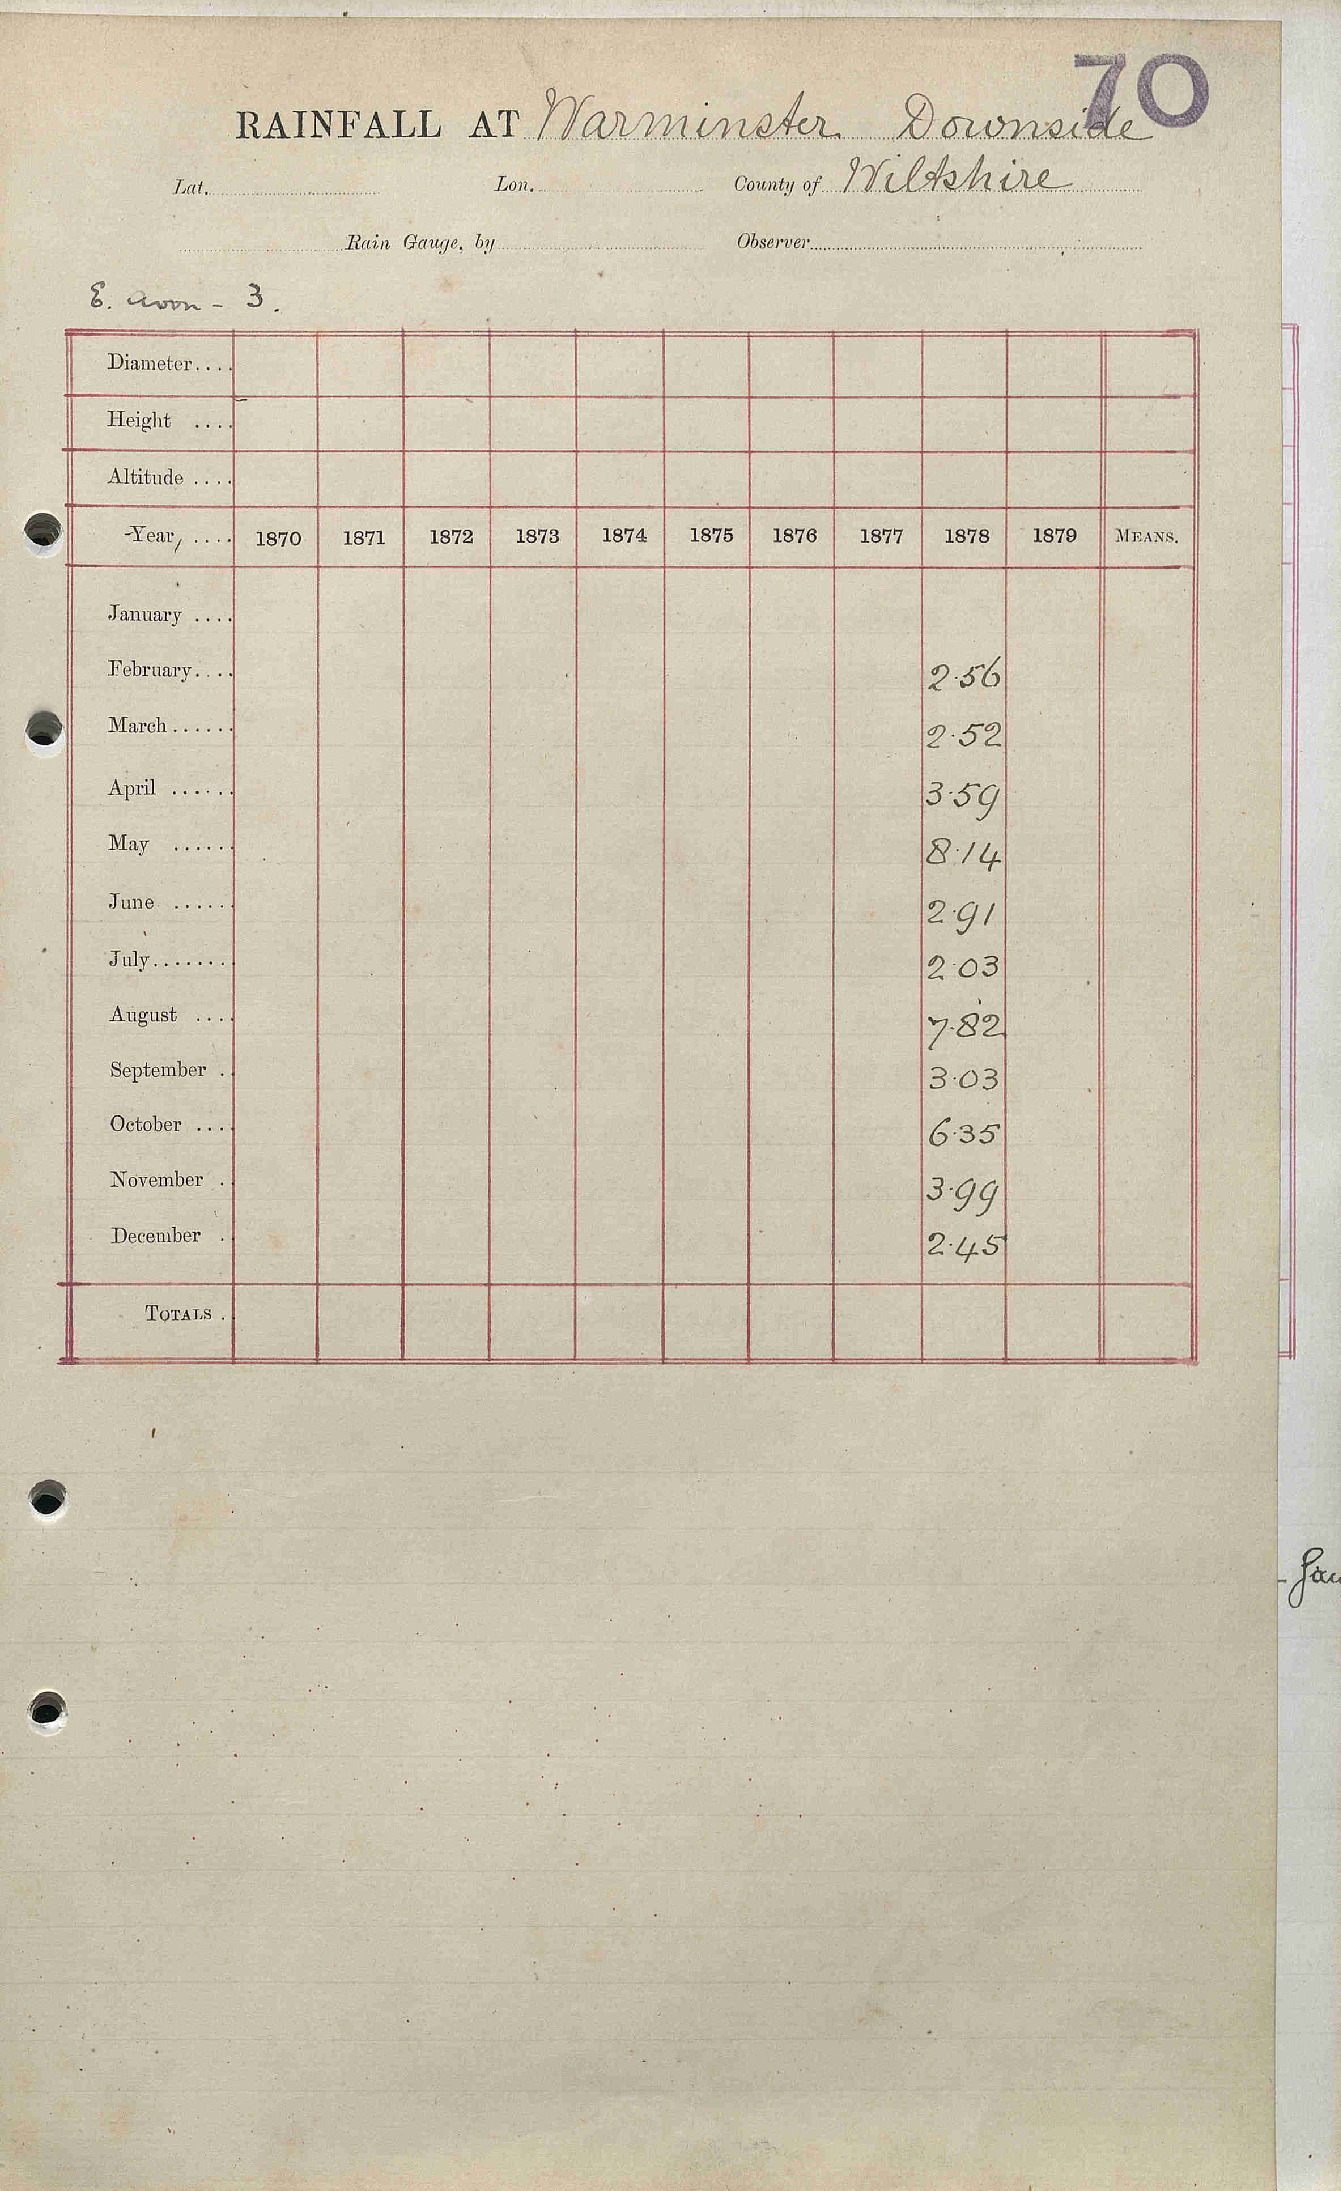 70
RAINFALL AT Warminster Downside
Lat. Lon. County of Wiltshire
Rain Gauge, by Observer
E. Avon - 3.
Diameter....
Height ....
Altitude ....
Year, .... 1870 1871 1872 1873 1874 1875 1876 1877 1878 1879 MEANS.
January ....
February.... 2.56
March...... 2.52
April ...... 3.59
May ...... 8.14
June ...... 2.91
July....... 2.03
August .... 7.82
September . 3.03
October .... 6.35
November . 3.99
December . 2.45
TOTALS .